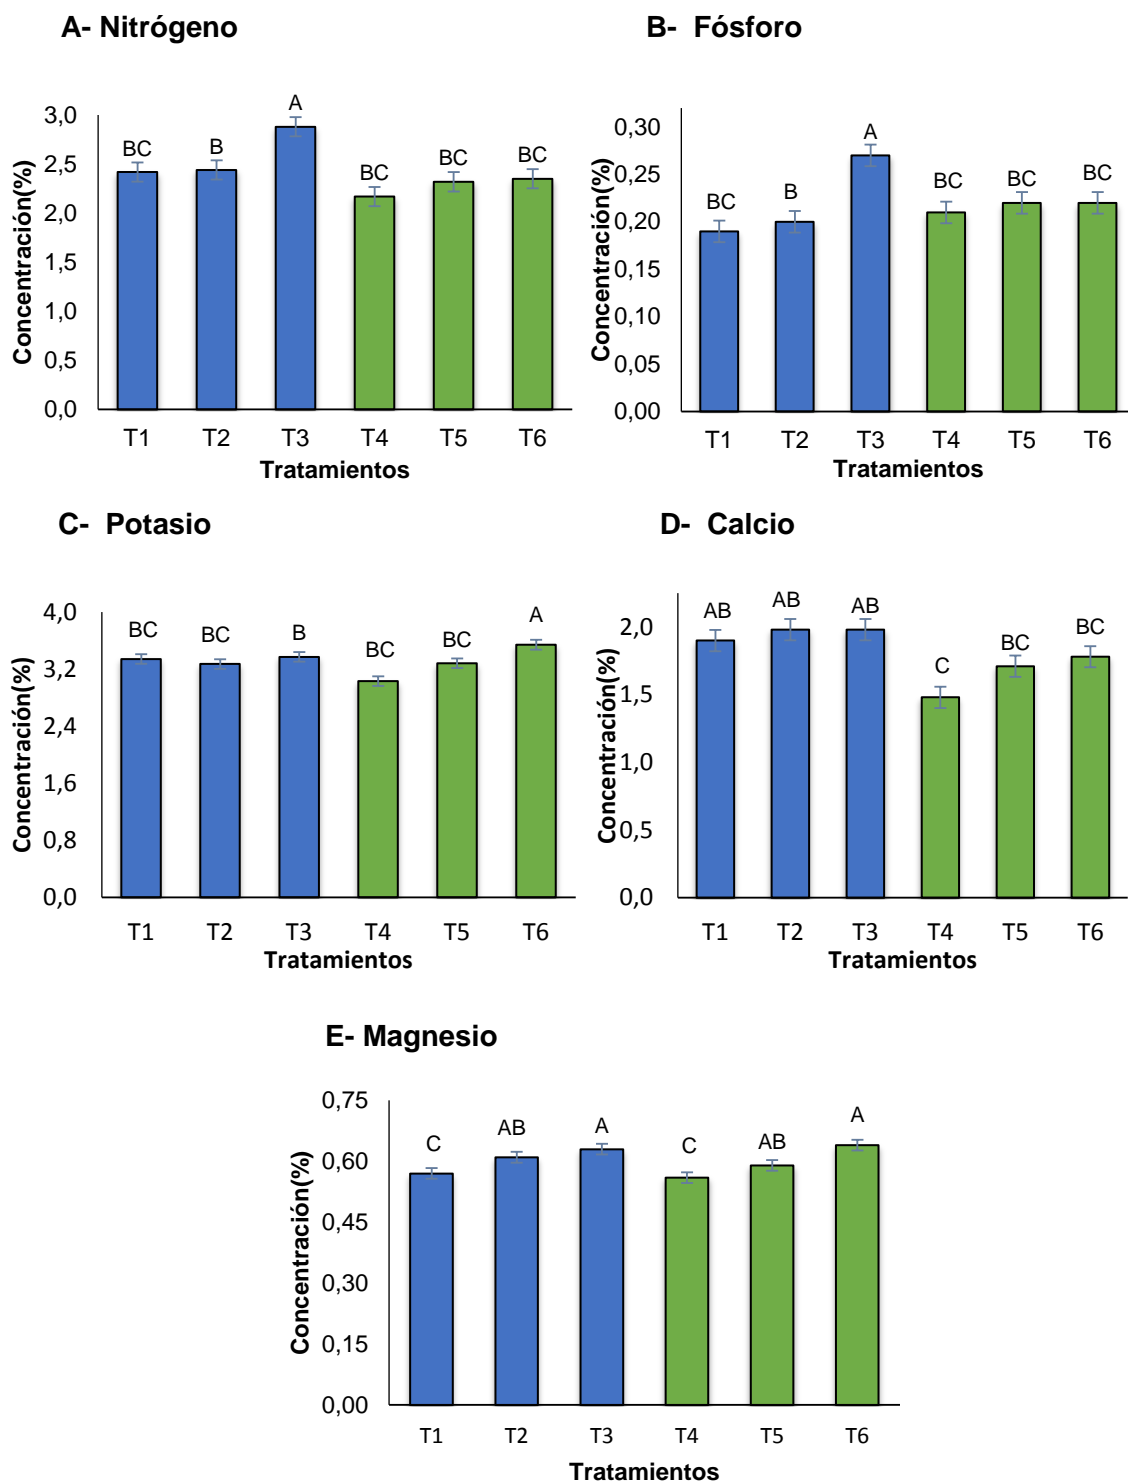 A- Nitrógeno
B- Fósforo
A
3,0
BC B BC BC BC
2,5
2,0
1,5
1,0
0,5
0,0
Concentración(%)
T1 T2 T3 T4 T5 T6
Tratamientos
A
0,30
BC B BC BC BC
0,25
0,20
0,15
0,10
0,05
0,00
Concentración(%)
T1 T2 T3 T4 T5 T6
Tratamientos
C- Potasio
D- Calcio
4,0
BC BC B BC BC A
3,2
2,4
1,6
0,8
0,0
Concentración(%)
T1 T2 T3 T4 T5 T6
Tratamientos
AB AB AB C BC BC
2,0
1,5
1,0
0,5
0,0
Concentración(%)
T1 T2 T3 T4 T5 T6
Tratamientos
E- Magnesio
0,75
C AB A C AB A
0,60
0,45
0,30
0,15
0,00
Concentración(%)
T1 T2 T3 T4 T5 T6
Tratamientos